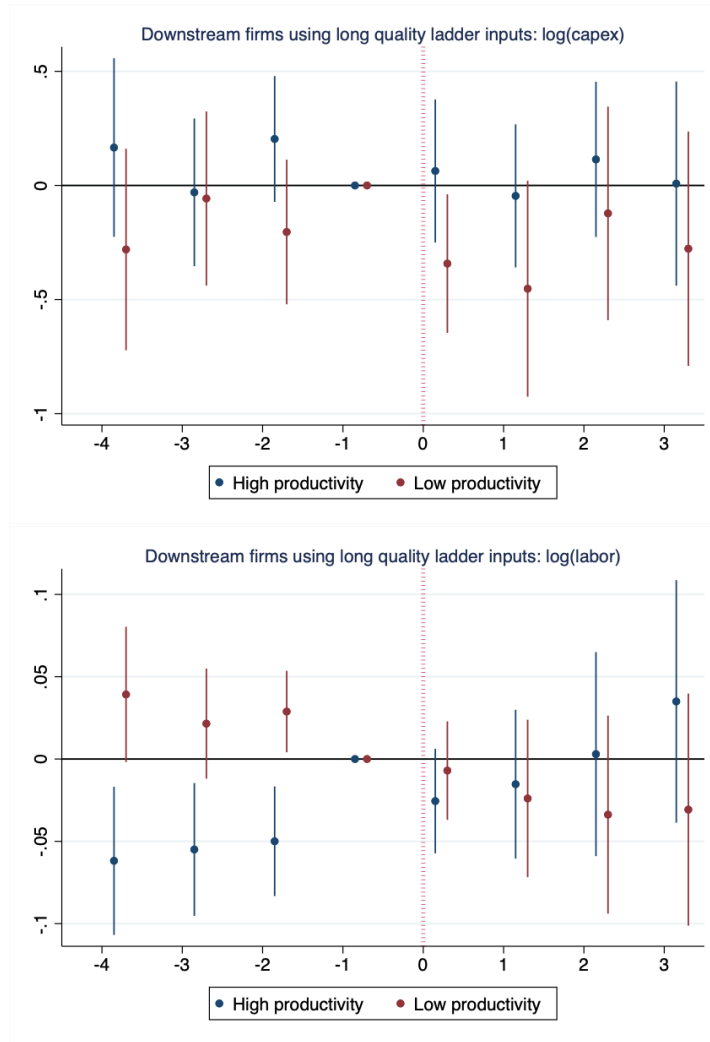 Downstream firms using long quality ladder inputs: log(capex)
.5
0
-.5
-1
-4 -3 -2 -1 0 1 2 3
High productivity Low productivity
Downstream firms using long quality ladder inputs: log(labor)
.1
.05
0
-.05
-.1
-4 -3 -2 -1 0 1 2 3
High productivity Low productivity